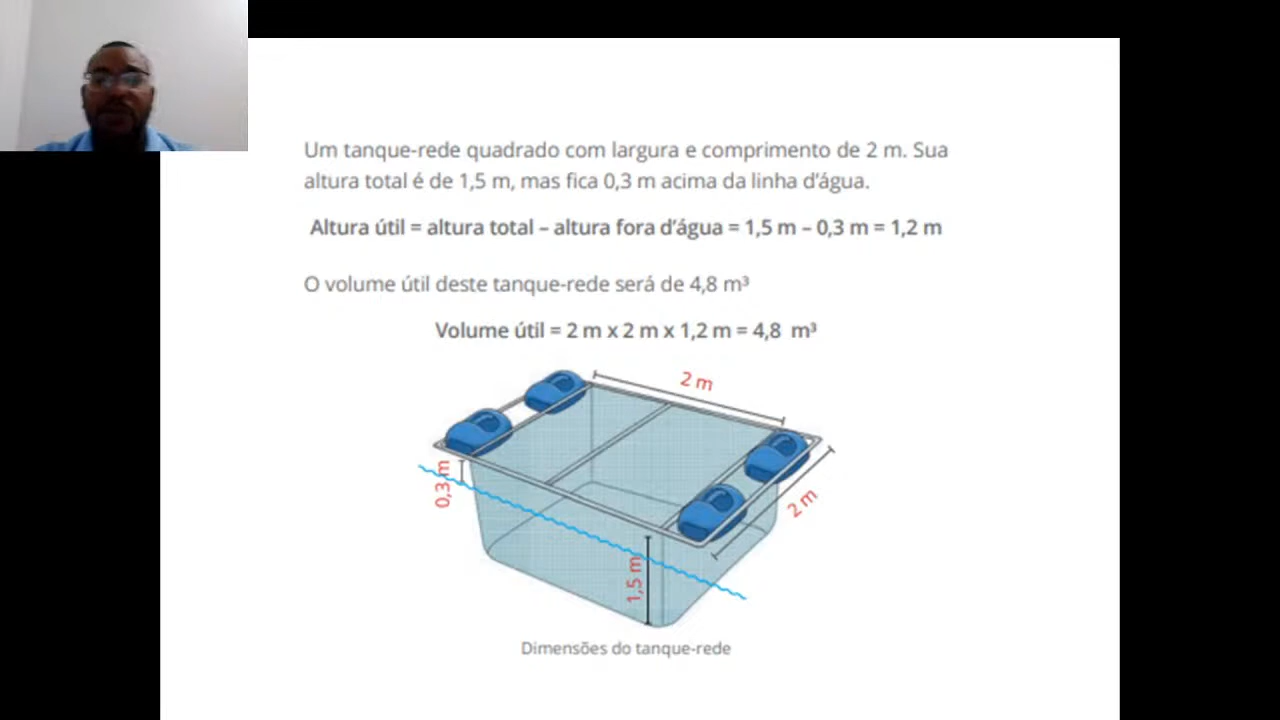 Um tanque-rede quadrado com largura e comprimento de 2 m. Sua
altura total é de 1,5 m, mas fica 0,3 m acima da linha d’água.
Altura útil = altura total – altura fora d’água = 1,5 m – 0,3 m = 1,2 m
O volume útil deste tanque-rede será de 4,8 m³
Volume útil = 2 m x 2 m x 1,2 m = 4,8 m³
2 m
0,3 m
2 m
1,5 m
Dimensões do tanque-rede